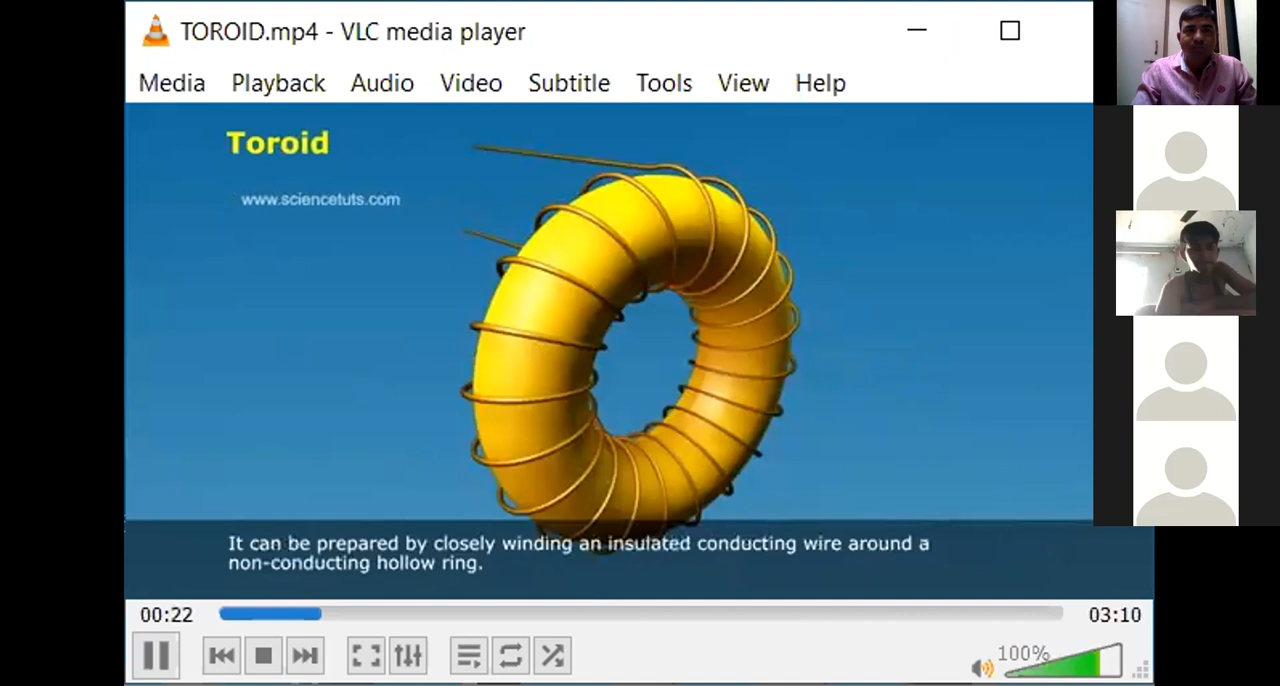 TOROID.mp4 - VLC media player
Media Playback Audio Video Subtitle Tools View Help
Toroid
www.sciencetuts.com
It can be prepared by closely winding an insulated conducting wire around a
non-conducting hollow ring.
00:22 03:10
100%